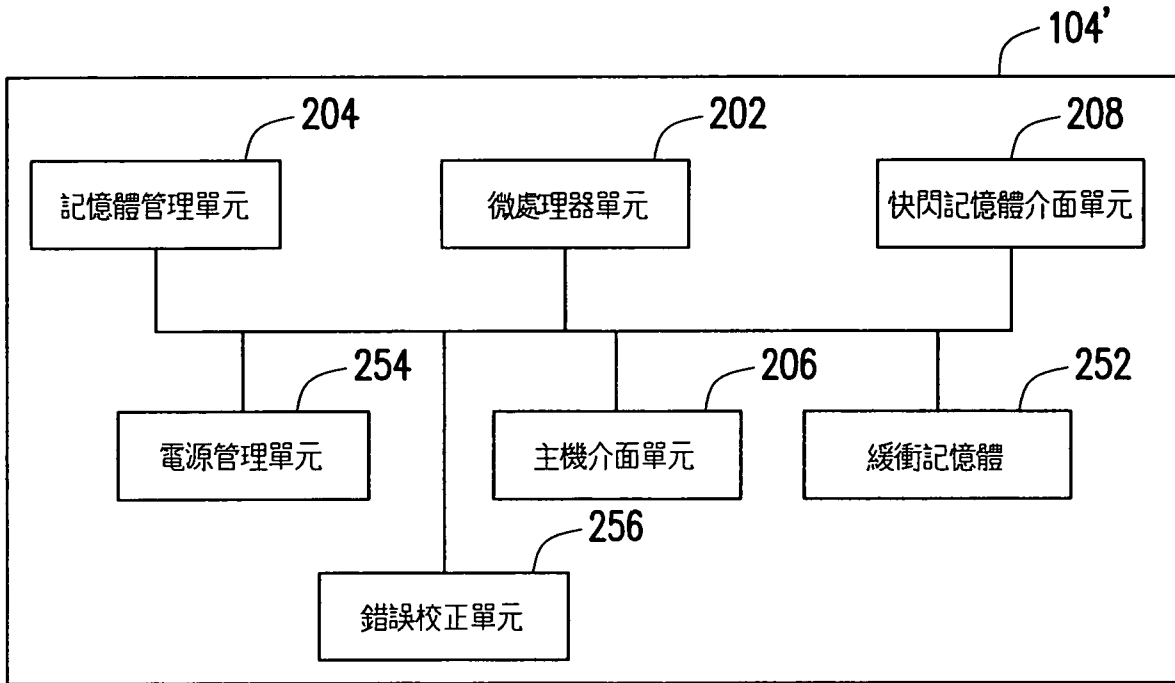 104'
204
202
208
記憶體管理單元
微處理器單元
快閃記憶體介面單元
254
206
252
電源管理單元
主機介面單元
緩衝記憶體
256
錯誤校正單元